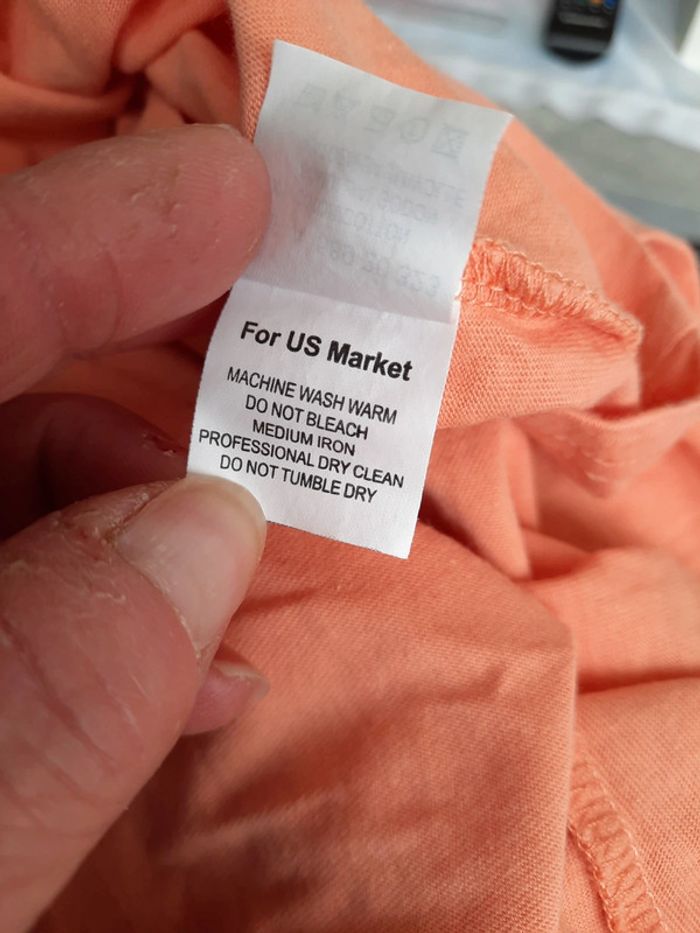 For US Market
MACHINE WASH WARM
DO NOT BLEACH
MEDIUM IRON
PROFESSIONAL DRY CLEAN
DO NOT TUMBLE DRY